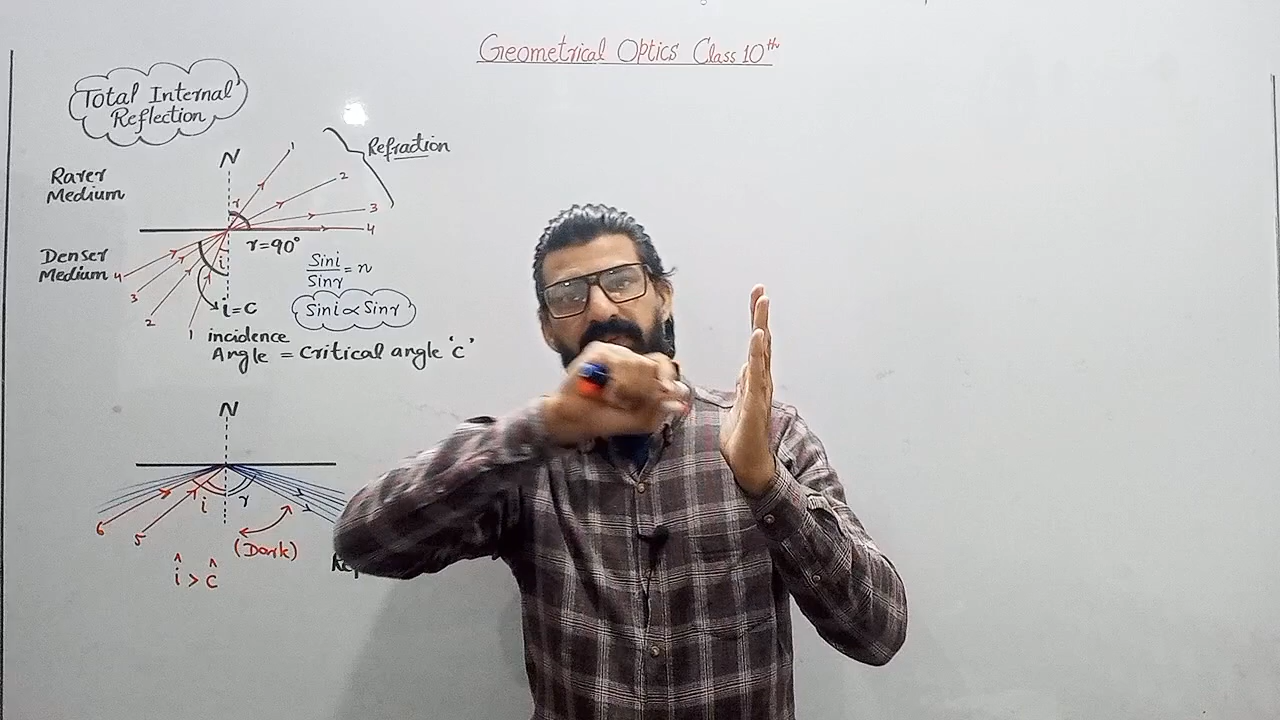 Geometrical Optics Class 10th
Total Internal
Reflection
N
Refraction
Rarer
Medium
1
2
3
4
r
r=90°
Denser
Medium
4
3
2
1
i
i=c
Sini/Sinr = n
Sini ∝ Sinr
incidence
Angle = Critical angle 'c'
N
6
5
i
r
(Dark)
î > ĉ